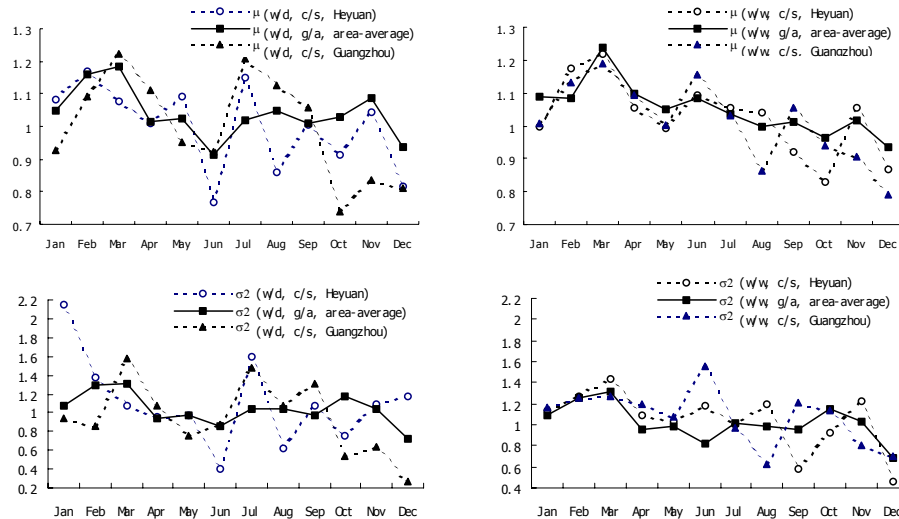 μ (w/d, c/s, Heyuan)
μ (w/d, g/a, area-average)
μ (w/d, c/s, Guangzhou)
1.3
1.2
1.1
1.0
0.9
0.8
0.7
Jan Feb Mar Apr May Jun Jul Aug Sep Oct Nov Dec
μ (w/w, c/s, Heyuan)
μ (w/w, g/a, area-average)
μ (w/w, c/s, Guangzhou)
1.3
1.2
1.1
1.0
0.9
0.8
0.7
Jan Feb Mar Apr May Jun Jul Aug Sep Oct Nov Dec
σ2 (w/d, c/s, Heyuan)
σ2 (w/d, g/a, area-average)
σ2 (w/d, c/s, Guangzhou)
2.2
2
1.8
1.6
1.4
1.2
1
0.8
0.6
0.4
0.2
Jan Feb Mar Apr May Jun Jul Aug Sep Oct Nov Dec
σ2 (w/w, c/s, Heyuan)
σ2 (w/w, g/a, area-average)
σ2 (w/w, c/s, Guangzhou)
2.2
2
1.8
1.6
1.4
1.2
1
0.8
0.6
0.4
Jan Feb Mar Apr May Jun Jul Aug Sep Oct Nov Dec